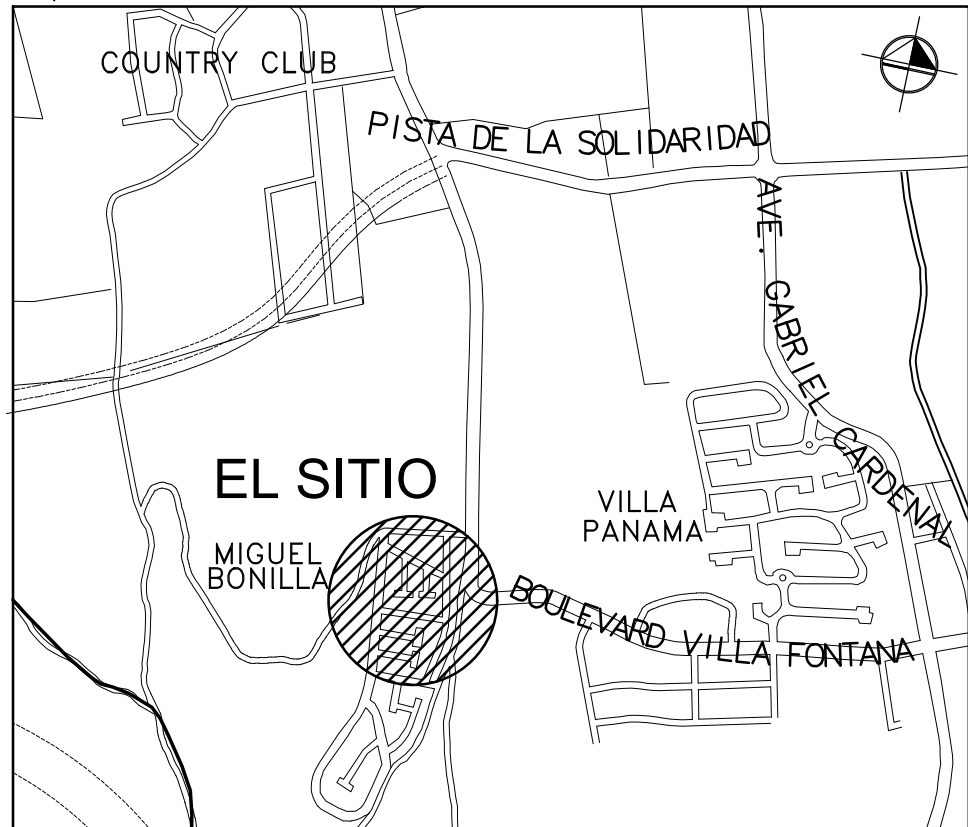 COUNTRY CLUB
PISTA DE LA SOLIDARIDAD
AVE. GABRIEL CARDENAL
EL SITIO
VILLA
PANAMA
MIGUEL
BONILLA
BOULEVARD VILLA FONTANA